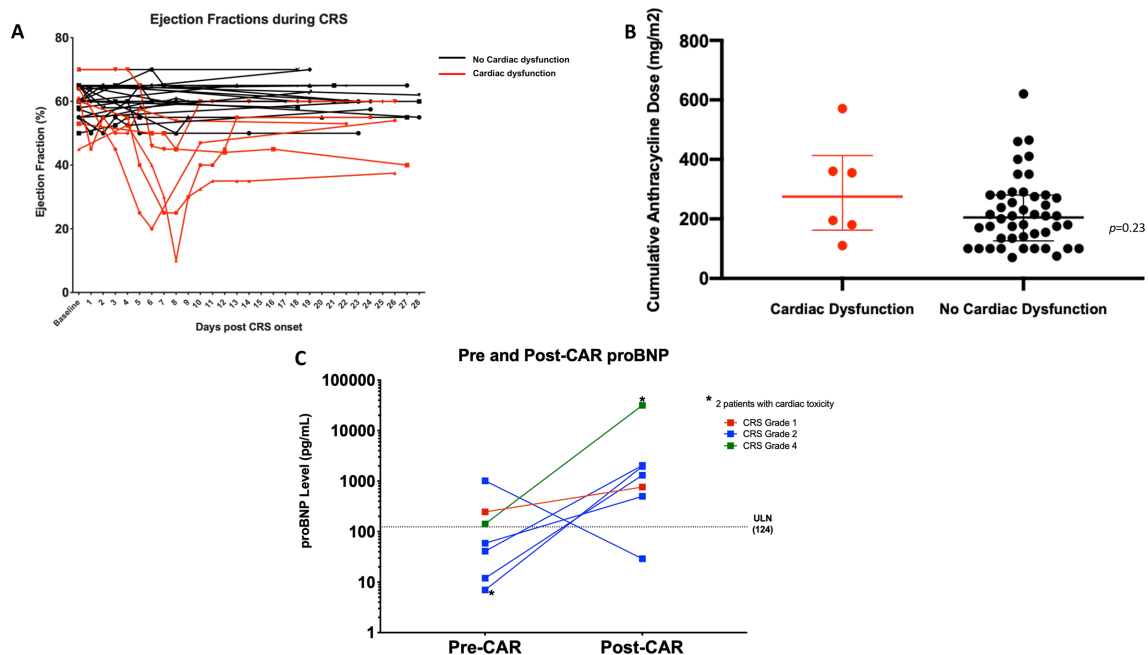 A
Ejection Fractions during CRS
Ejection Fraction (%)
80
60
40
20
0
Baseline 1 2 3 4 5 6 7 8 9 10 11 12 13 14 15 16 17 18 19 20 21 22 23 24 25 26 27 28
Days post CRS onset
No Cardiac dysfunction
Cardiac dysfunction
B
Cumulative Anthracycline Dose (mg/m2)
800
600
400
200
0
p=0.23
Cardiac Dysfunction No Cardiac Dysfunction
C
Pre and Post-CAR proBNP
proBNP Level (pg/mL)
100000
10000
1000
100
10
1
*
*
Pre-CAR Post-CAR
* 2 patients with cardiac toxicity
CRS Grade 1
CRS Grade 2
CRS Grade 4
ULN
(124)